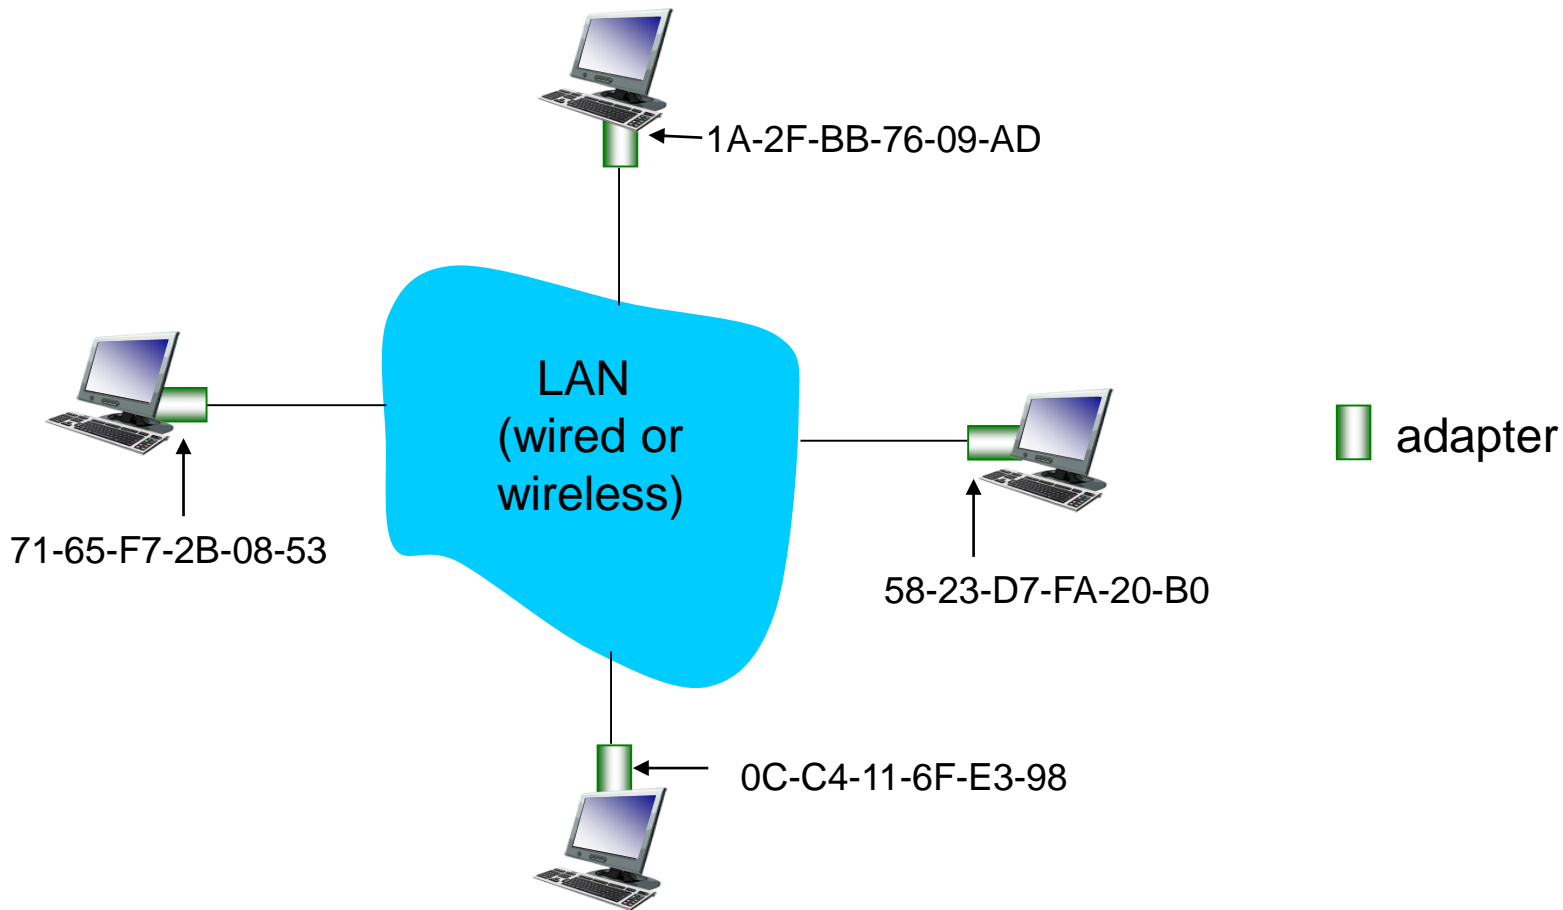 1A-2F-BB-76-09-AD
LAN
(wired or
wireless)
adapter
71-65-F7-2B-08-53
58-23-D7-FA-20-B0
0C-C4-11-6F-E3-98